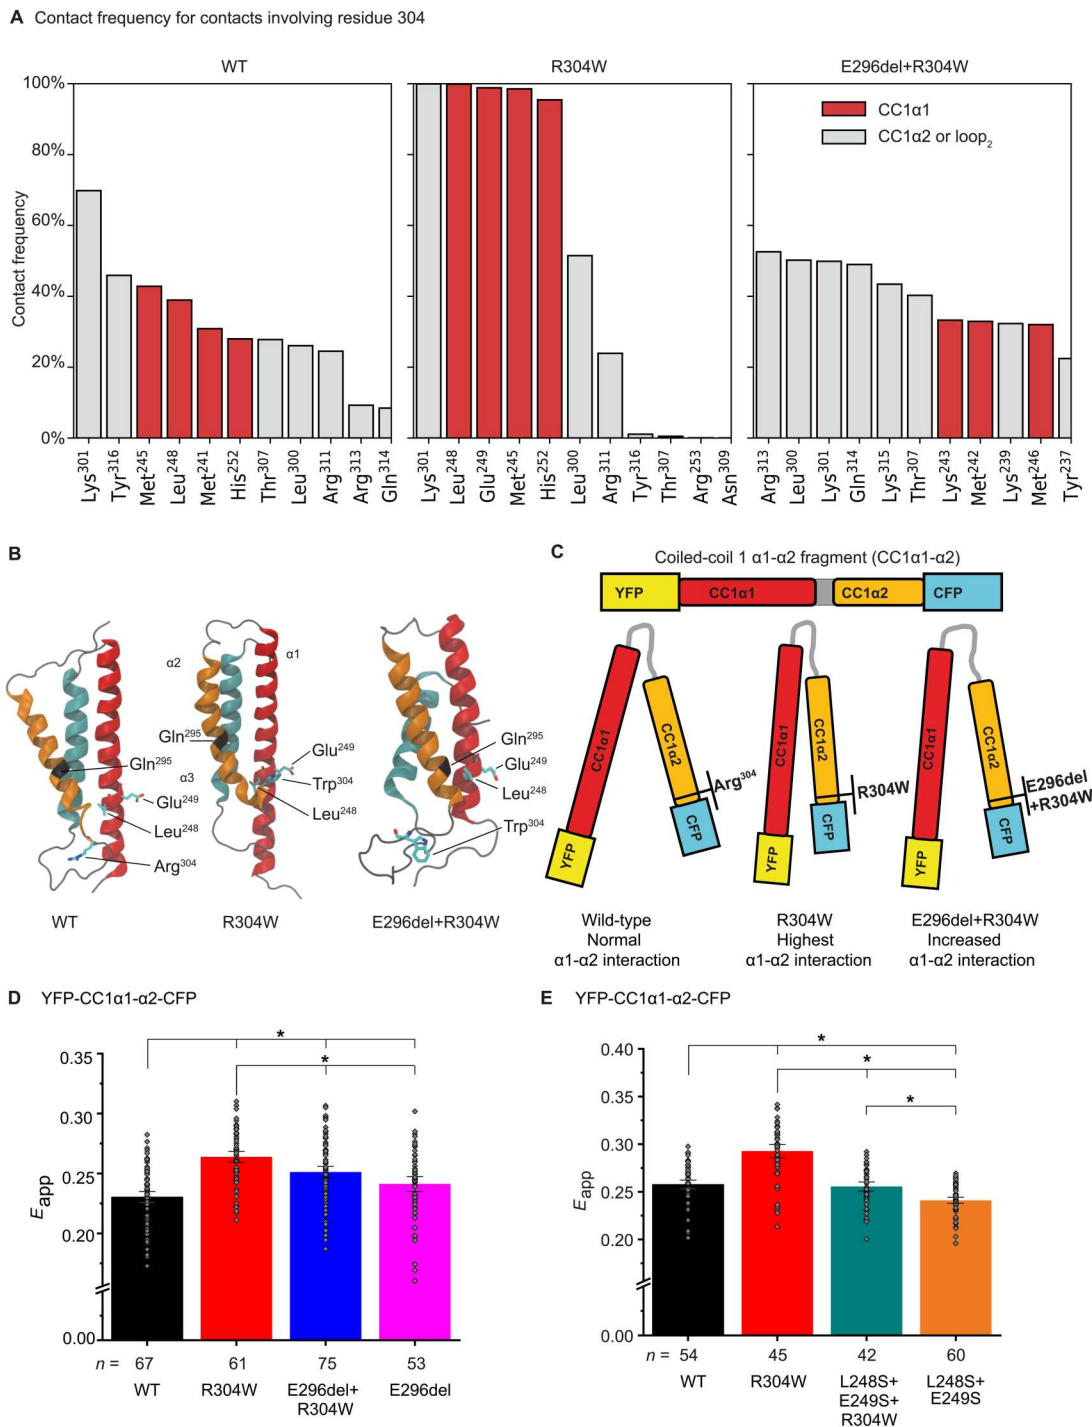 A Contact frequency for contacts involving residue 304
WT
R304W
E296del+R304W
Contact frequency
100%
80%
60%
40%
20%
0%
CC1α1
CC1α2 or loop2
Lys301
Tyr316
Met245
Leu248
Met241
His252
Thr307
Leu300
Arg311
Arg313
Gln314
Lys301
Leu248
Glu249
Met245
His252
Leu300
Arg311
Tyr316
Thr307
Arg253
Asn309
Arg313
Leu300
Lys301
Gln314
Lys315
Thr307
Lys243
Met242
Lys239
Met246
Tyr237
B
α2
α1
α3
Gln295
Glu249
Leu248
Arg304
Gln295
Glu249
Trp304
Leu248
Gln295
Glu249
Leu248
Trp304
WT
R304W
E296del+R304W
C
Coiled-coil 1 α1-α2 fragment (CC1α1-α2)
YFP CC1α1 CC1α2 CFP
CC1α1
CC1α2
Arg304
CFP
YFP
CC1α1
CC1α2
R304W
CFP
YFP
CC1α1
CC1α2
E296del
+R304W
CFP
YFP
Wild-type
Normal
α1-α2 interaction
R304W
Highest
α1-α2 interaction
E296del+R304W
Increased
α1-α2 interaction
D YFP-CC1α1-α2-CFP
*
*
Eapp
0.35
0.30
0.25
0.20
0.00
n = 67 61 75 53
WT
R304W
E296del+
R304W
E296del
E YFP-CC1α1-α2-CFP
*
*
*
Eapp
0.40
0.35
0.30
0.25
0.20
0.00
n = 54 45 42 60
WT
R304W
L248S+
E249S+
R304W
L248S+
E249S